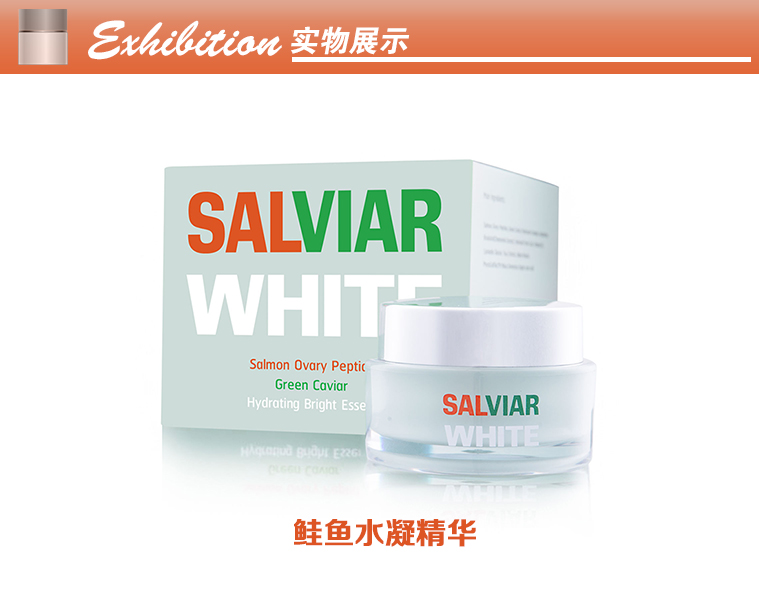 Exhibition 实物展示
SALVIAR
WHITE
Salmon Ovary Peptid
Green Caviar
Hydrating Bright Esse
SALVIAR
WHITE
鲑鱼水凝精华